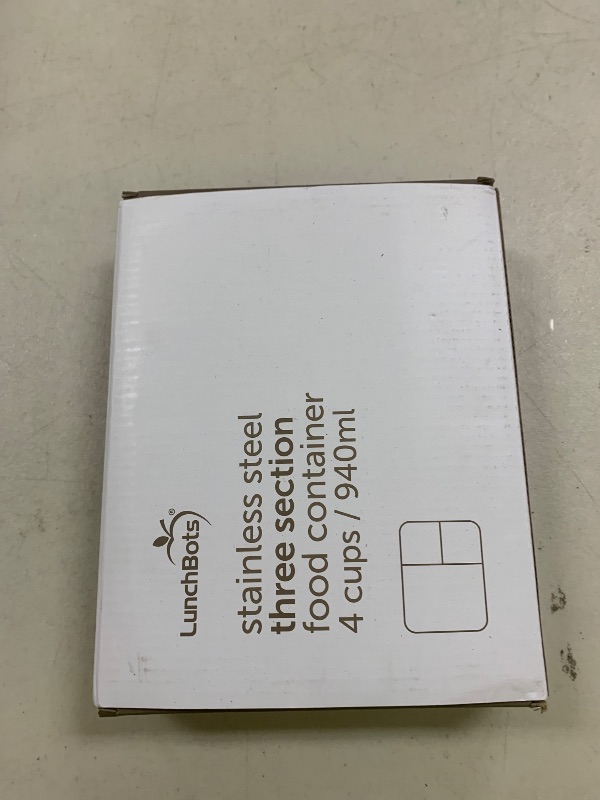 LunchBots®
stainless steel
three section
food container
4 cups / 940ml